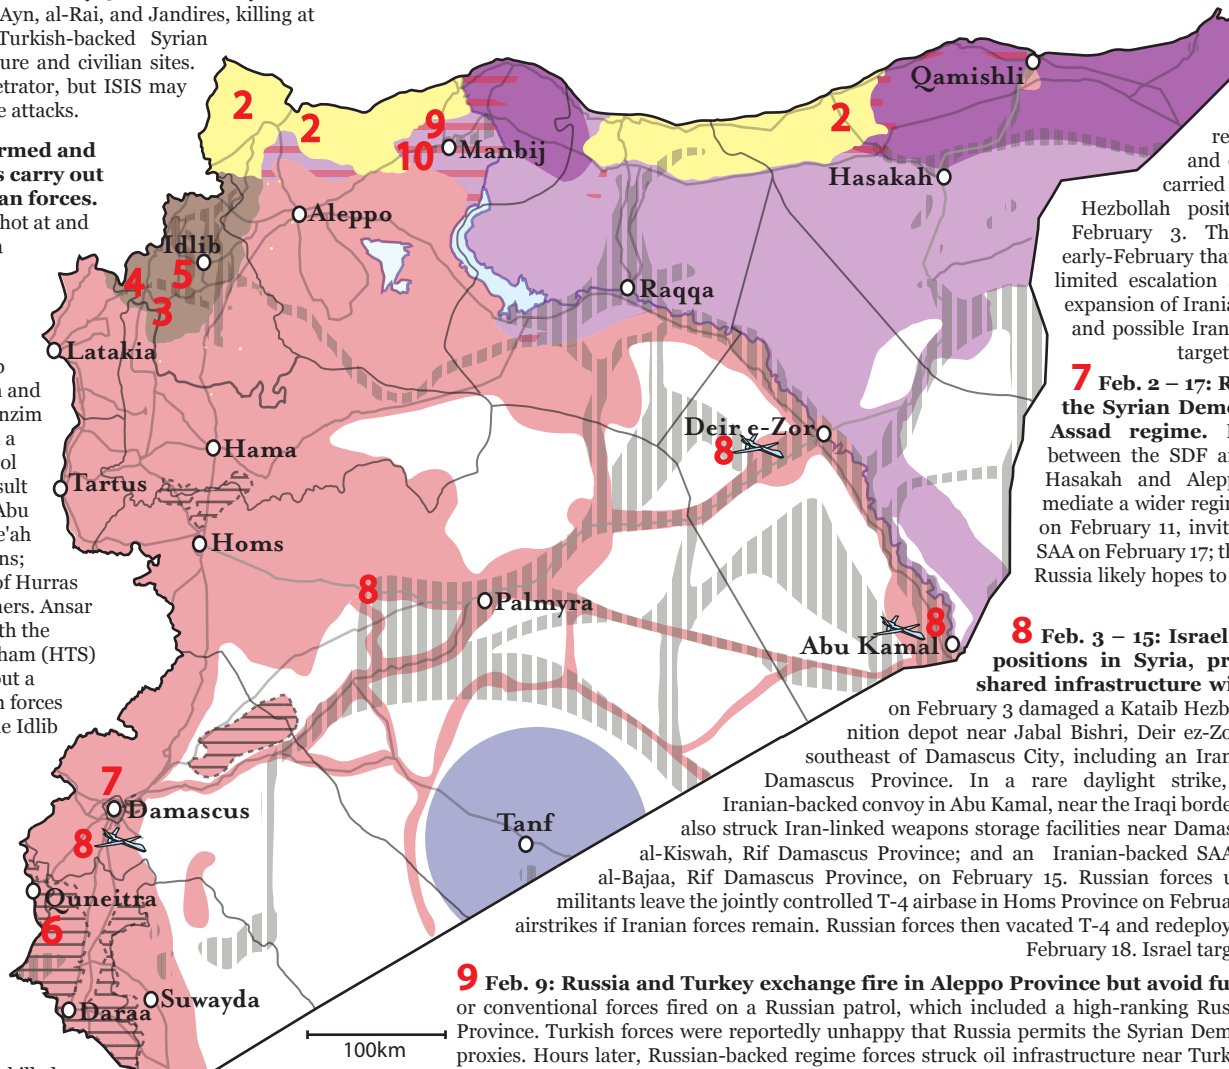 Ayn, al-Rai, and Jandires, killing at
Turkish-backed Syrian
ure and civilian sites.
etrator, but ISIS may
e attacks.
rmed and
s carry out
an forces.
hot at and
and
nzim
a
ol
sult
Abu
e'ah
ns;
of Hurras
ners. Ansar
th the
ham (HTS)
out a
n forces
e Idlib
2
2
9
10
Manbij
2
Qamishli
Hasakah
Aleppo
Idlib
4
5
3
Raqqa
Latakia
Deir e-Zor
8
Hama
Tartus
Homs
8
Palmyra
8
Abu Kamal
7
Damascus
8
Tanf
Quneitra
6
Suwayda
Daraa
100km
re
and
carried
Hezbollah posit
February 3. Th
early-February that
limited escalation
expansion of Irania
and possible Iran
target
7 Feb. 2 – 17: R
the Syrian Demo
Assad regime.
between the SDF a
Hasakah and Alepp
mediate a wider regim
on February 11, invit
SAA on February 17; th
Russia likely hopes to
8 Feb. 3 – 15: Israel
positions in Syria, pr
shared infrastructure wi
on February 3 damaged a Kataib Hezb
nition depot near Jabal Bishri, Deir ez-Zo
southeast of Damascus City, including an Iran
Damascus Province. In a rare daylight strike,
Iranian-backed convoy in Abu Kamal, near the Iraqi borde
also struck Iran-linked weapons storage facilities near Damas
al-Kiswah, Rif Damascus Province; and an Iranian-backed SAA
al-Bajaa, Rif Damascus Province, on February 15. Russian forces u
militants leave the jointly controlled T-4 airbase in Homs Province on Februa
airstrikes if Iranian forces remain. Russian forces then vacated T-4 and redeploy
February 18. Israel targ
9 Feb. 9: Russia and Turkey exchange fire in Aleppo Province but avoid fu
or conventional forces fired on a Russian patrol, which included a high-ranking Rus
Province. Turkish forces were reportedly unhappy that Russia permits the Syrian Dem
proxies. Hours later, Russian-backed regime forces struck oil infrastructure near Turk